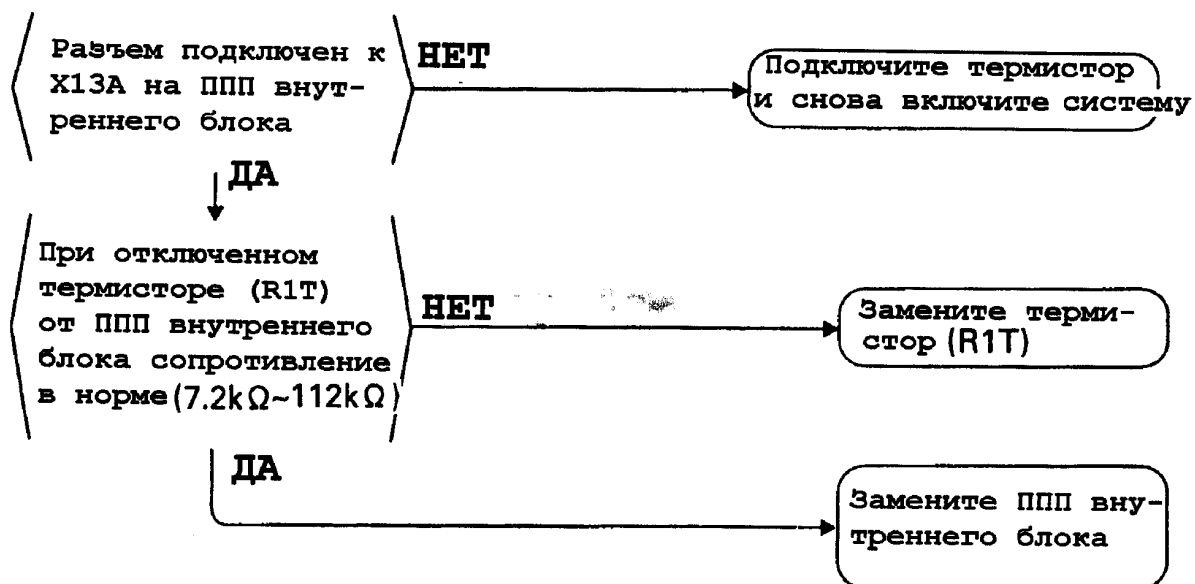 Разъем подключен к
Х13А на ППП внут-
реннего блока
НЕТ
Подключите термистор
и снова включите систему
ДА
При отключенном
термисторе (R1T)
от ППП внутреннего
блока сопротивление
в норме(7.2kΩ~112kΩ)
НЕТ
Замените терми-
стор(R1T)
ДА
Замените ППП вну-
треннего блока